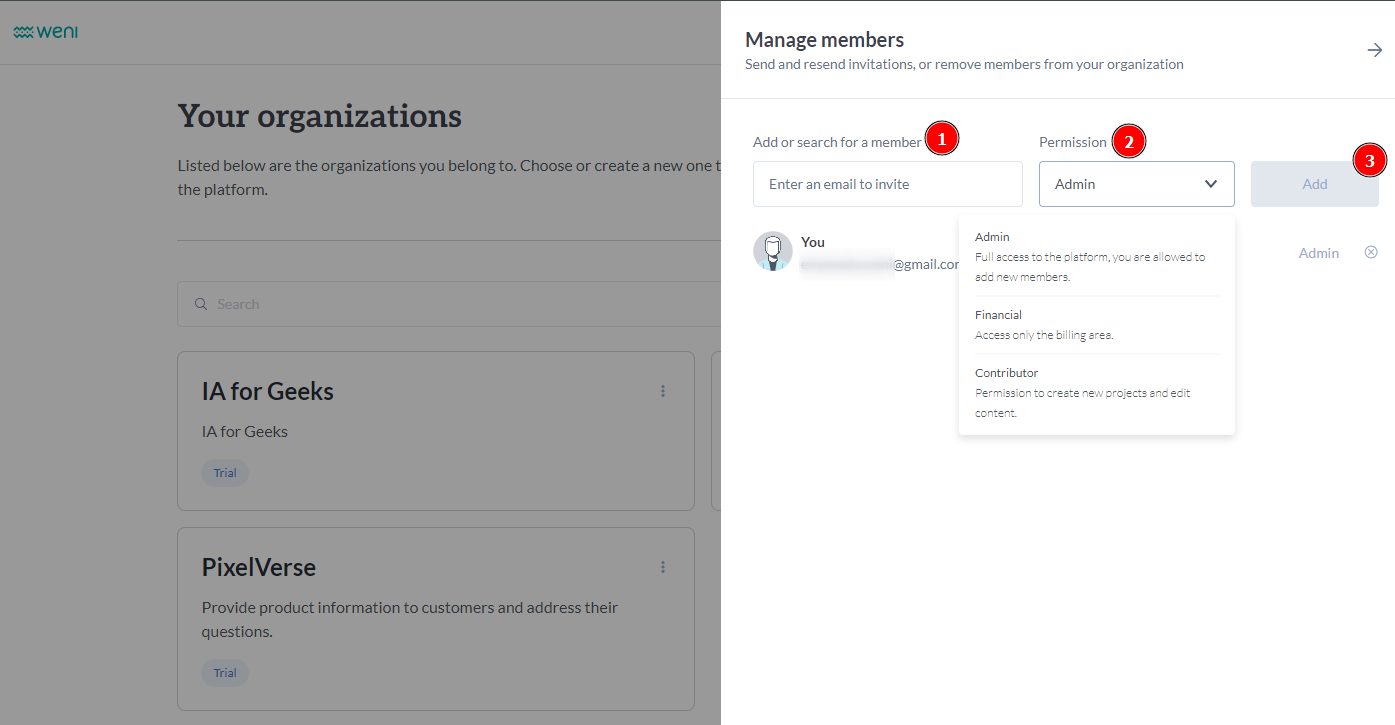 weni
Your organizations
Listed below are the organizations you belong to. Choose or create a new one t
the platform.
Search
IA for Geeks
IA for Geeks
Trial
PixelVerse
Provide product information to customers and address their
questions.
Trial
Manage members
Send and resend invitations, or remove members from your organization
Add or search for a member 1
Permission 2
3
Enter an email to invite
Admin
Add
You
@gmail.com
Admin
Admin
Full access to the platform, you are allowed to
add new members.
Financial
Access only the billing area.
Contributor
Permission to create new projects and edit
content.